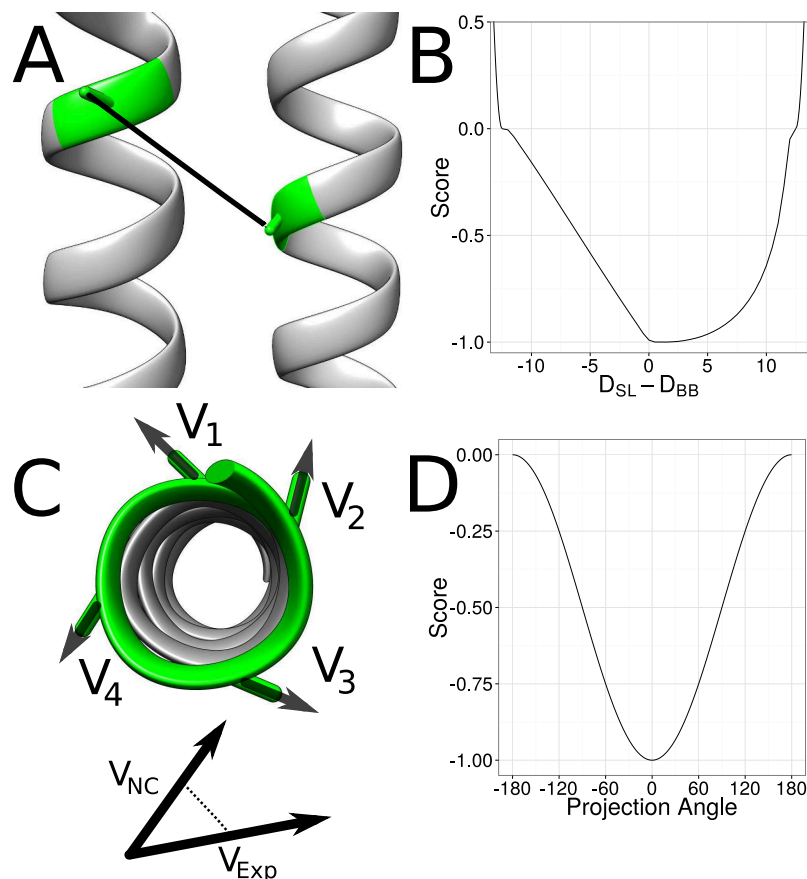 A
B
0.5
0.0
-0.5
-1.0
Score
-10 -5 0 5 10
D_SL − D_BB
C
V_1
V_2
V_3
V_4
V_NC
V_Exp
D
0.00
-0.25
-0.50
-0.75
-1.00
Score
-180 -120 -60 0 60 120 180
Projection Angle